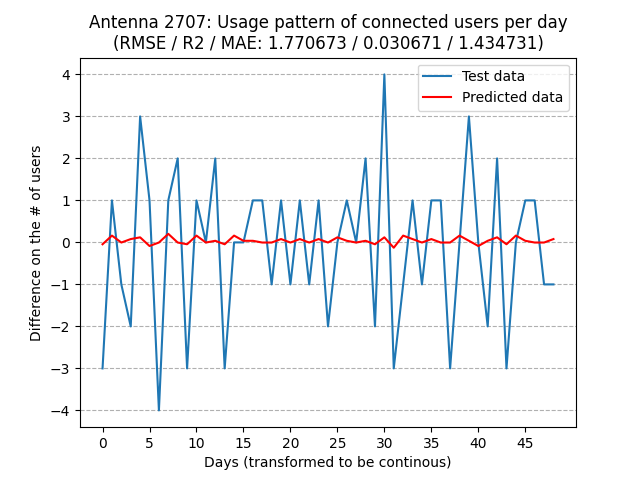 Antenna 2707: Usage pattern of connected users per day
(RMSE / R2 / MAE: 1.770673 / 0.030671 / 1.434731)
Test data
Predicted data
Difference on the # of users
4
3
2
1
0
−1
−2
−3
−4
0 5 10 15 20 25 30 35 40 45
Days (transformed to be continous)